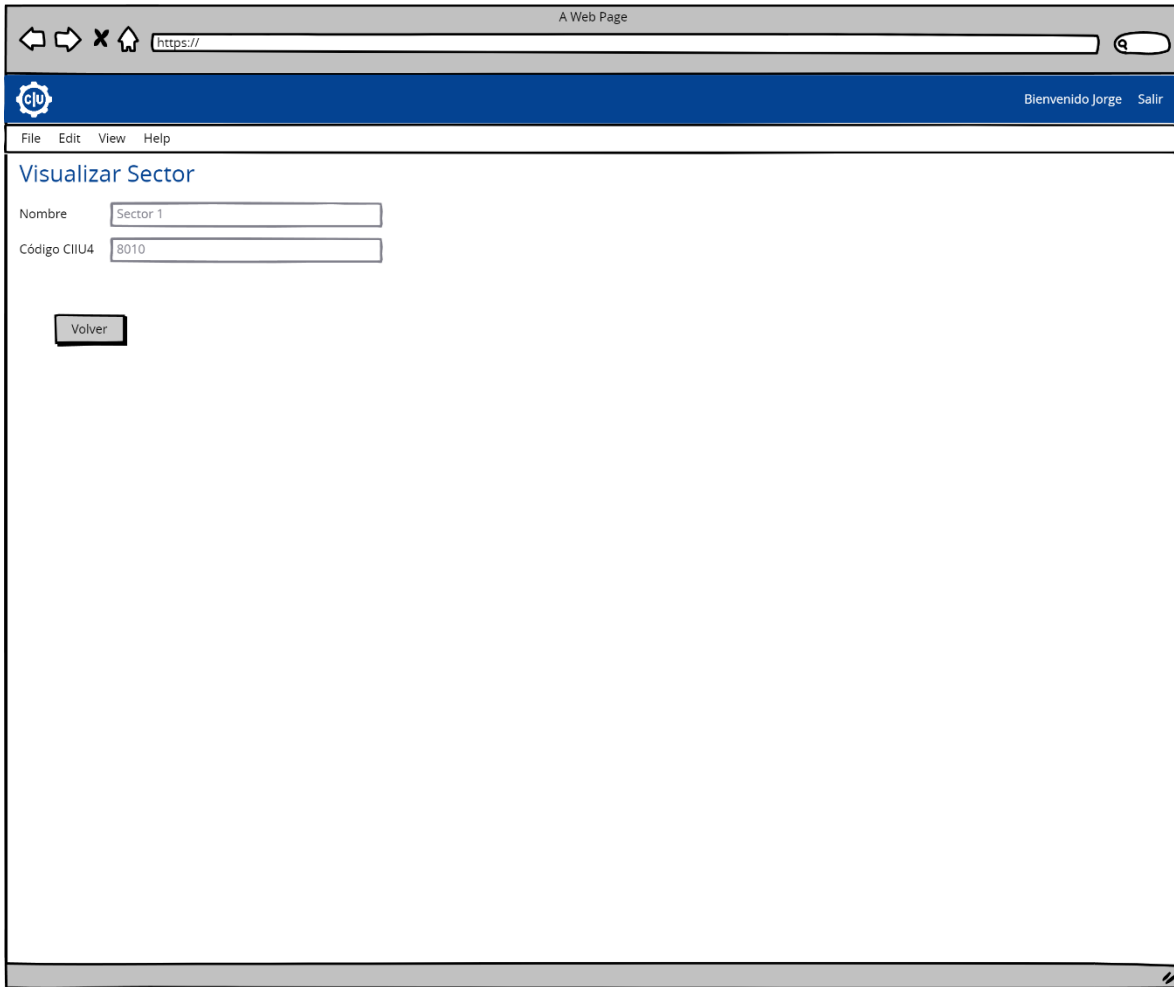 A Web Page
https://
CIU
Bienvenido Jorge Salir
File Edit View Help
Visualizar Sector
Nombre Sector 1
Código CIIU4 8010
Volver